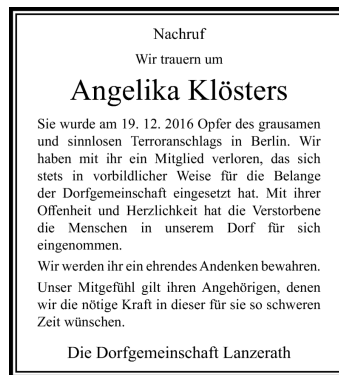 Nachruf
Wir trauern um
Angelika Klösters
Sie wurde am 19. 12. 2016 Opfer des grausamen
und sinnlosen Terroranschlags in Berlin. Wir
haben mit ihr ein Mitglied verloren, das sich
stets in vorbildlicher Weise für die Belange
der Dorfgemeinschaft eingesetzt hat. Mit ihrer
Offenheit und Herzlichkeit hat die Verstorbene
die Menschen in unserem Dorf für sich
eingenommen.
Wir werden ihr ein ehrendes Andenken bewahren.
Unser Mitgefühl gilt ihren Angehörigen, denen
wir die nötige Kraft in dieser für sie so schweren
Zeit wünschen.
Die Dorfgemeinschaft Lanzerath